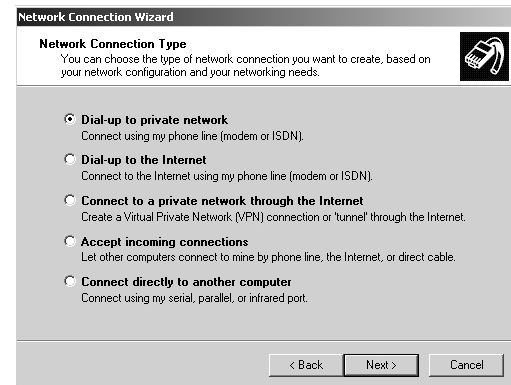 Network Connection Wizard
Network Connection Type
You can choose the type of network connection you want to create, based on
your network configuration and your networking needs.
Dial-up to private network
Connect using my phone line (modem or ISDN).
Dial-up to the Internet
Connect to the Internet using my phone line (modem or ISDN).
Connect to a private network through the Internet
Create a Virtual Private Network (VPN) connection or 'tunnel' through the Internet.
Accept incoming connections
Let other computers connect to mine by phone line, the Internet, or direct cable.
Connect directly to another computer
Connect using my serial, parallel, or infrared port.
< Back
Next >
Cancel